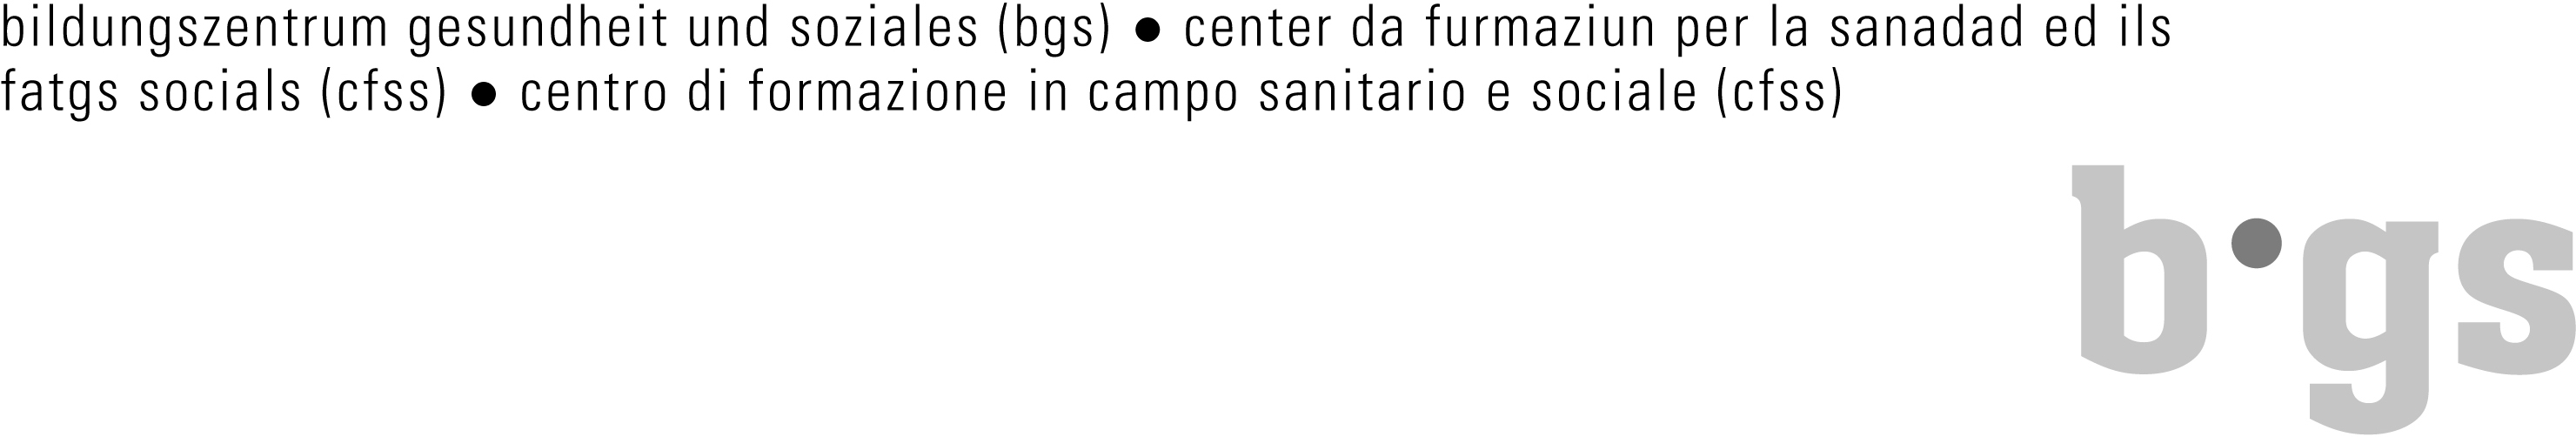 bildungszentrum gesundheit und soziales (bgs) ● center da furmaziun per la sanadad ed ils
fatgs socials (cfss) ● centro di formazione in campo sanitario e sociale (cfss)
b●gs